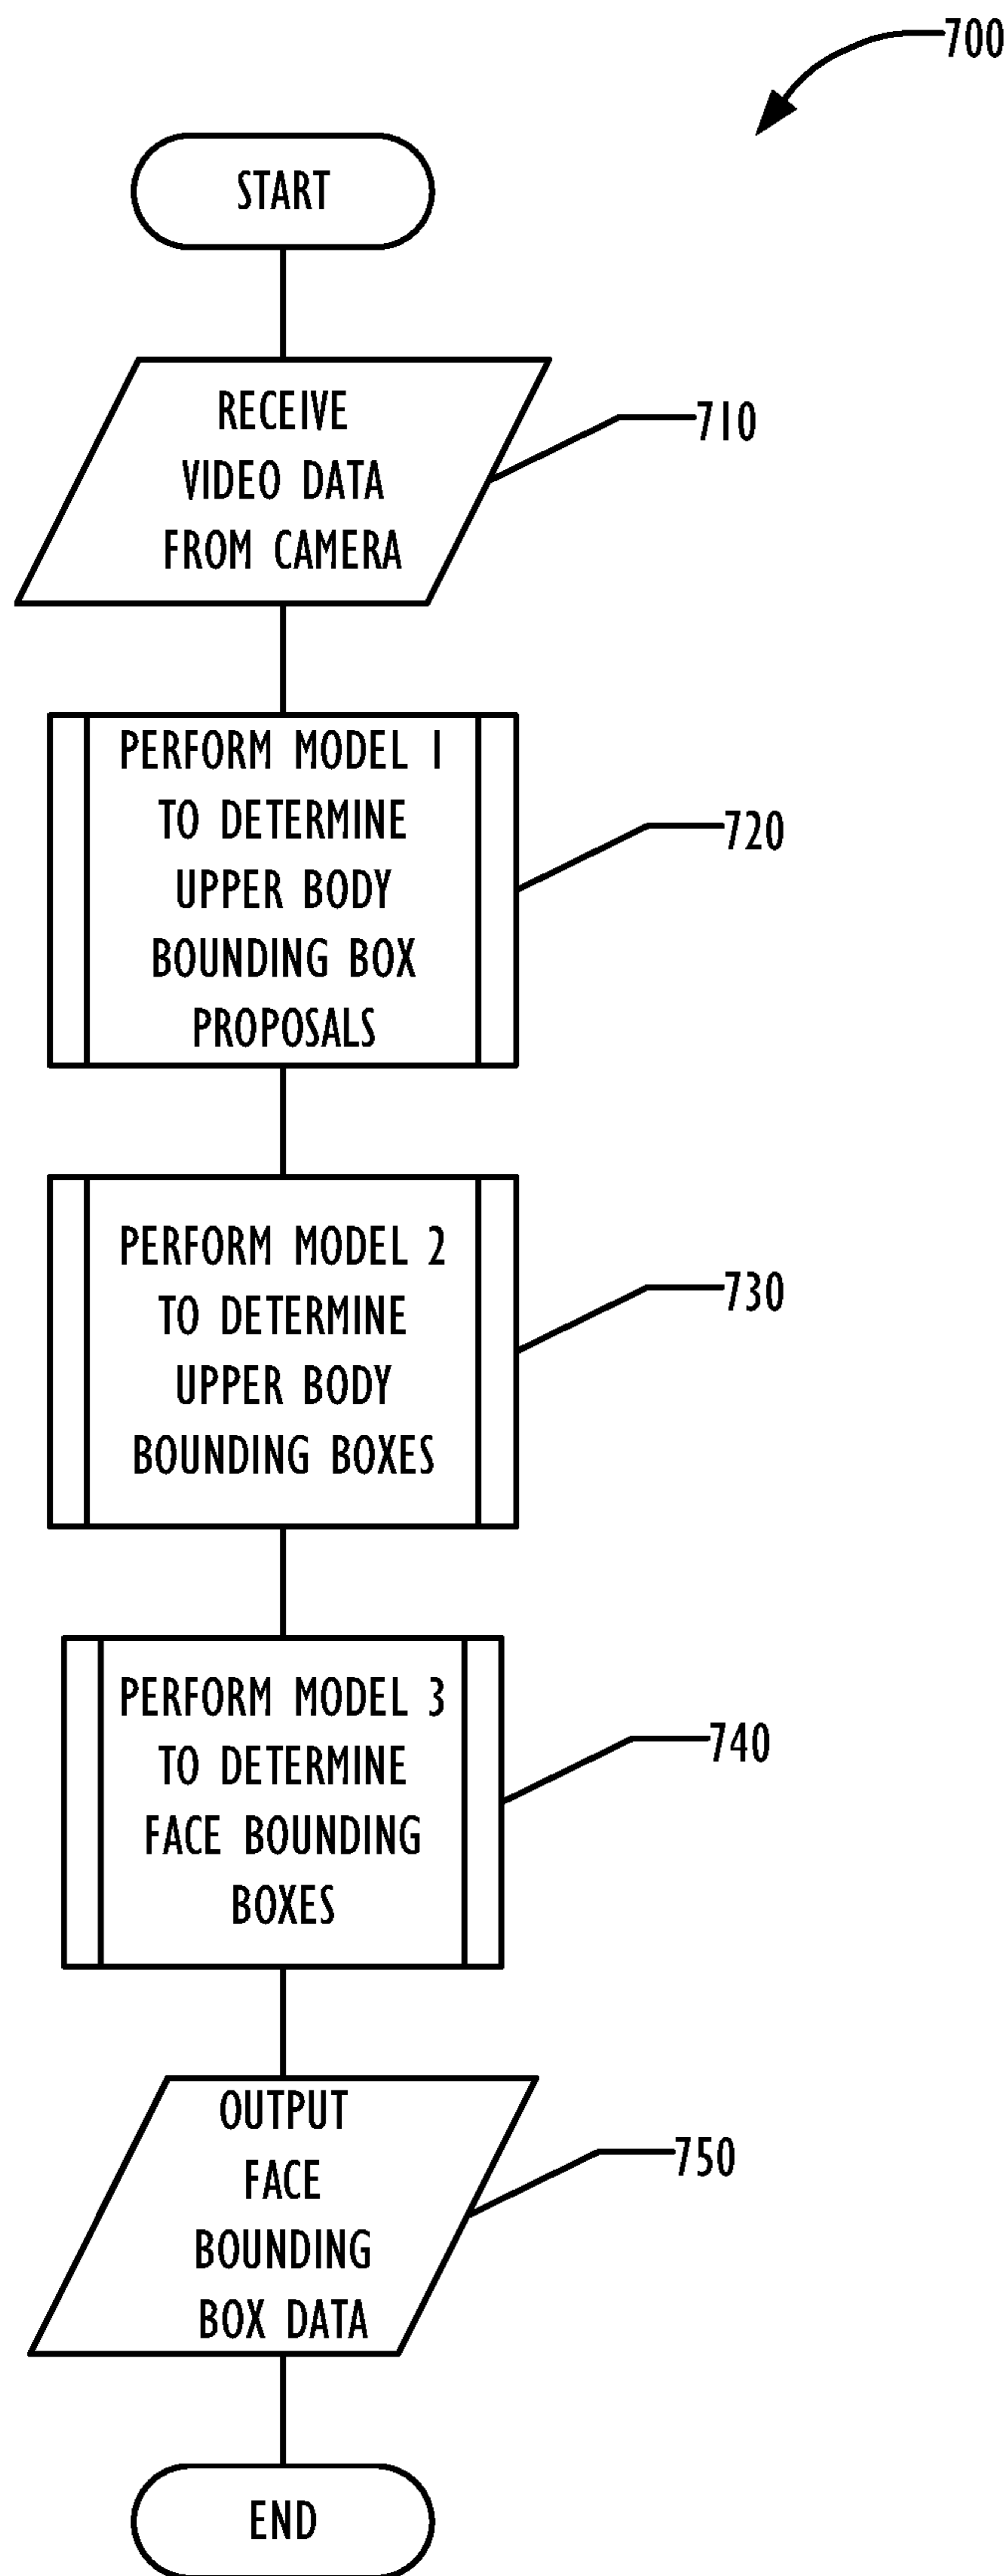 700
START
RECEIVE
VIDEO DATA
FROM CAMERA
710
PERFORM MODEL 1
TO DETERMINE
UPPER BODY
BOUNDING BOX
PROPOSALS
720
PERFORM MODEL 2
TO DETERMINE
UPPER BODY
BOUNDING BOXES
730
PERFORM MODEL 3
TO DETERMINE
FACE BOUNDING
BOXES
740
OUTPUT
FACE
BOUNDING
BOX DATA
750
END